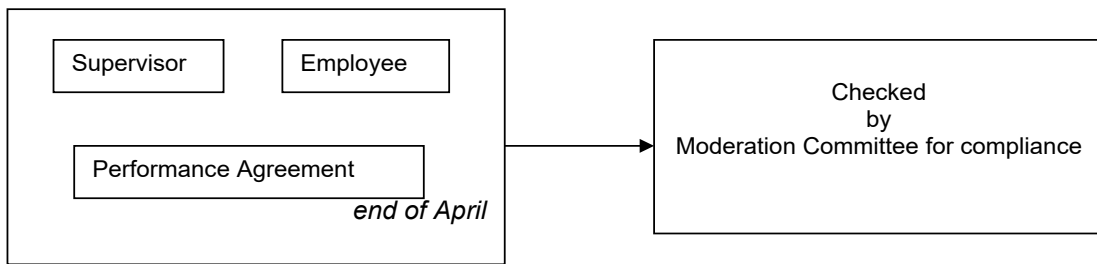 Supervisor
Employee
Performance Agreement
end of April
Checked
by
Moderation Committee for compliance